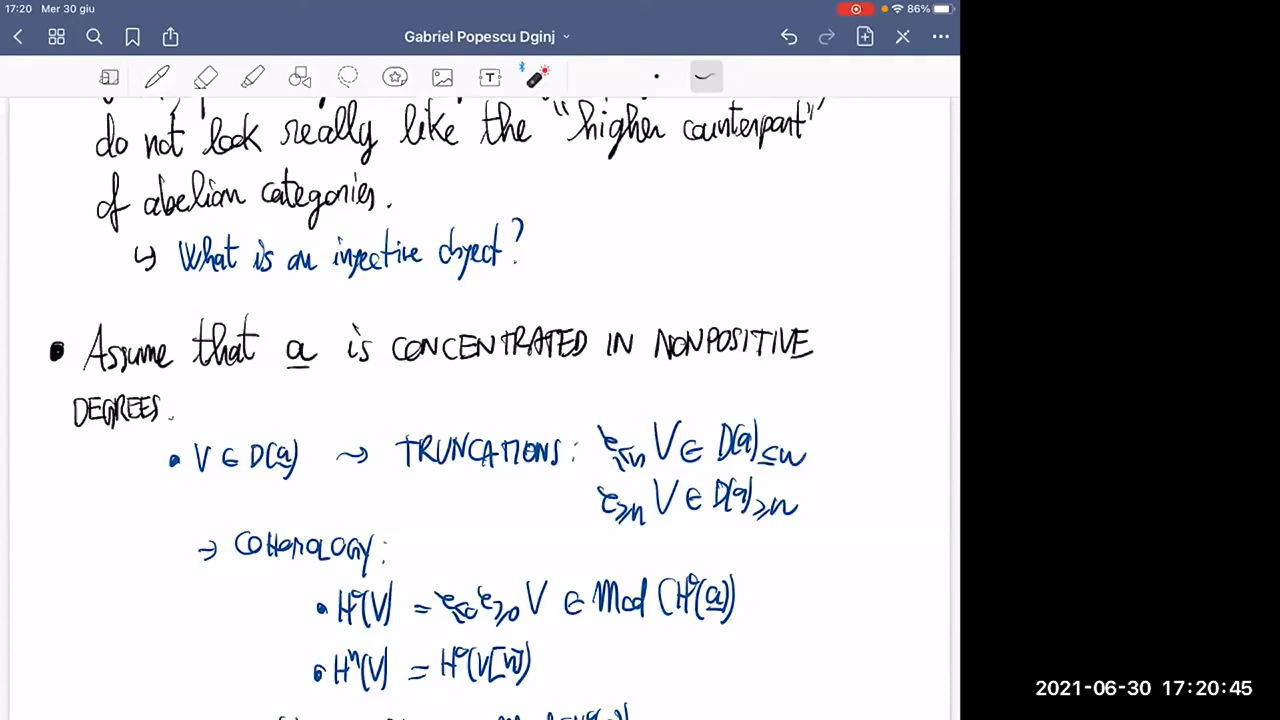 17:20 Mer 30 giu
86%
Gabriel Popescu Dginj
T
do not look really like the "higher counterpart"
of abelian categories.
↳ What is an injective object?
• Assume that a is CONCENTRATED IN NONPOSITIVE
DEGREES.
• V ∈ D(a) ⇝ TRUNCATIONS: τ≤n V ∈ D(a)≤n
τ≥n V ∈ D(a)≥n
→ COHOMOLOGY:
• H⁰(V) = τ≤0 τ≥0 V ∈ Mod (H⁰(a))
• Hⁿ(V) = H⁰(V[n])
2021-06-30 17:20:45